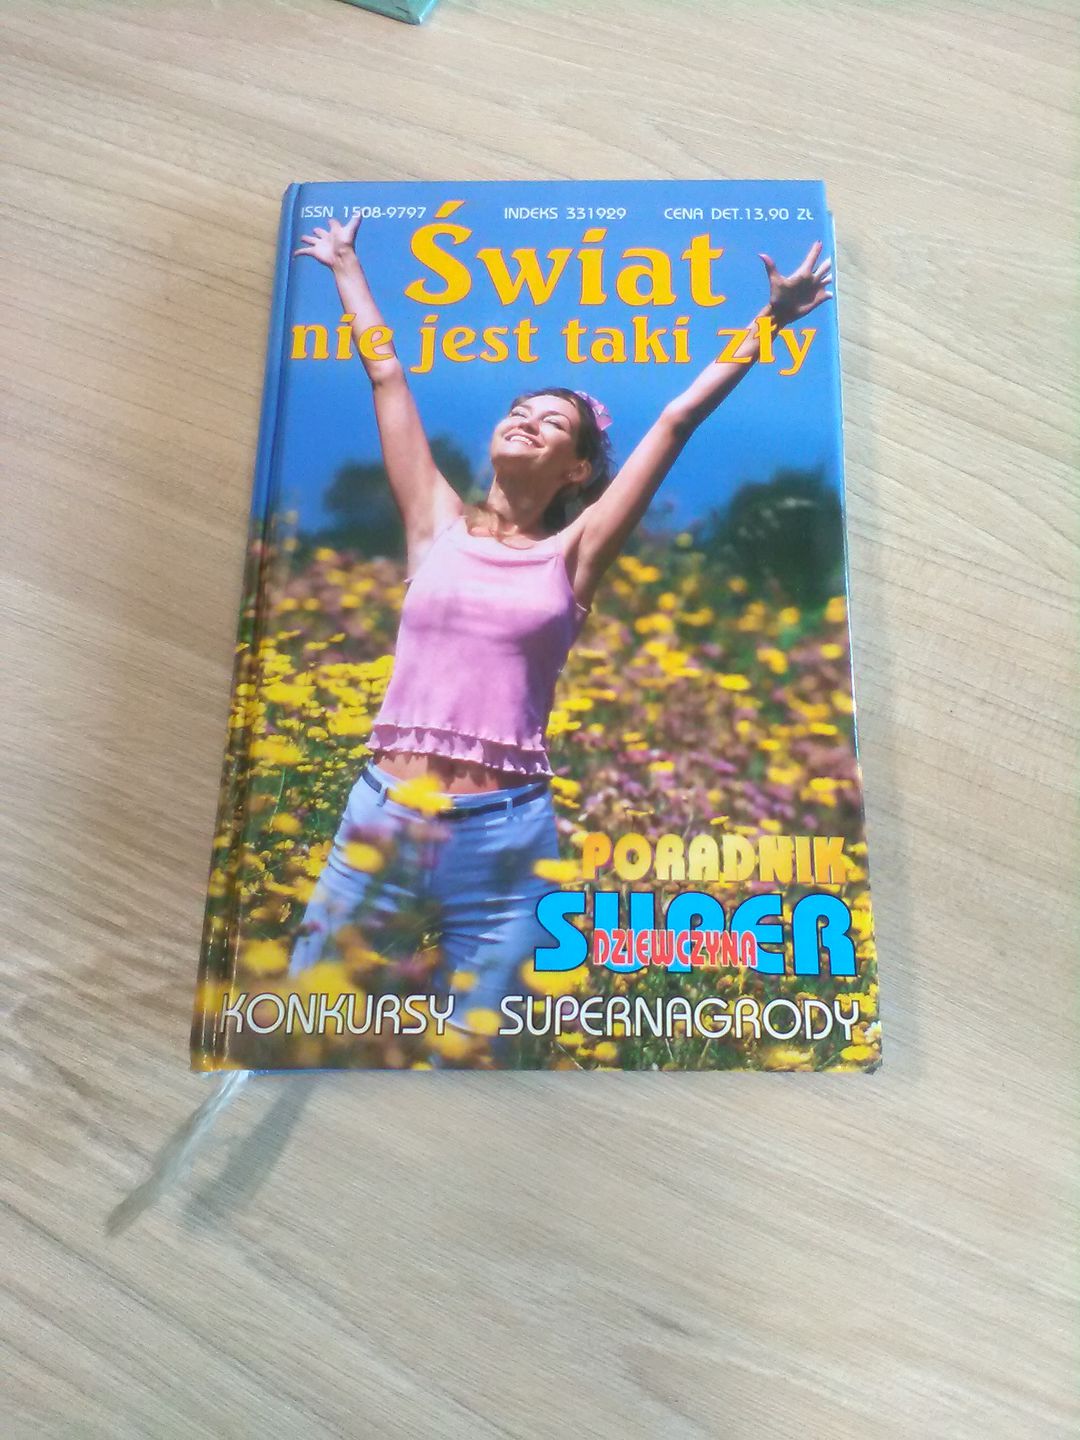 ISSN 1508-9797 INDEKS 331929 CENA DET.13,90 ZŁ
Świat
nie jest taki zły
PORADNIK
SUPER
DZIEWCZYNA
KONKURSY SUPERNAGRODY